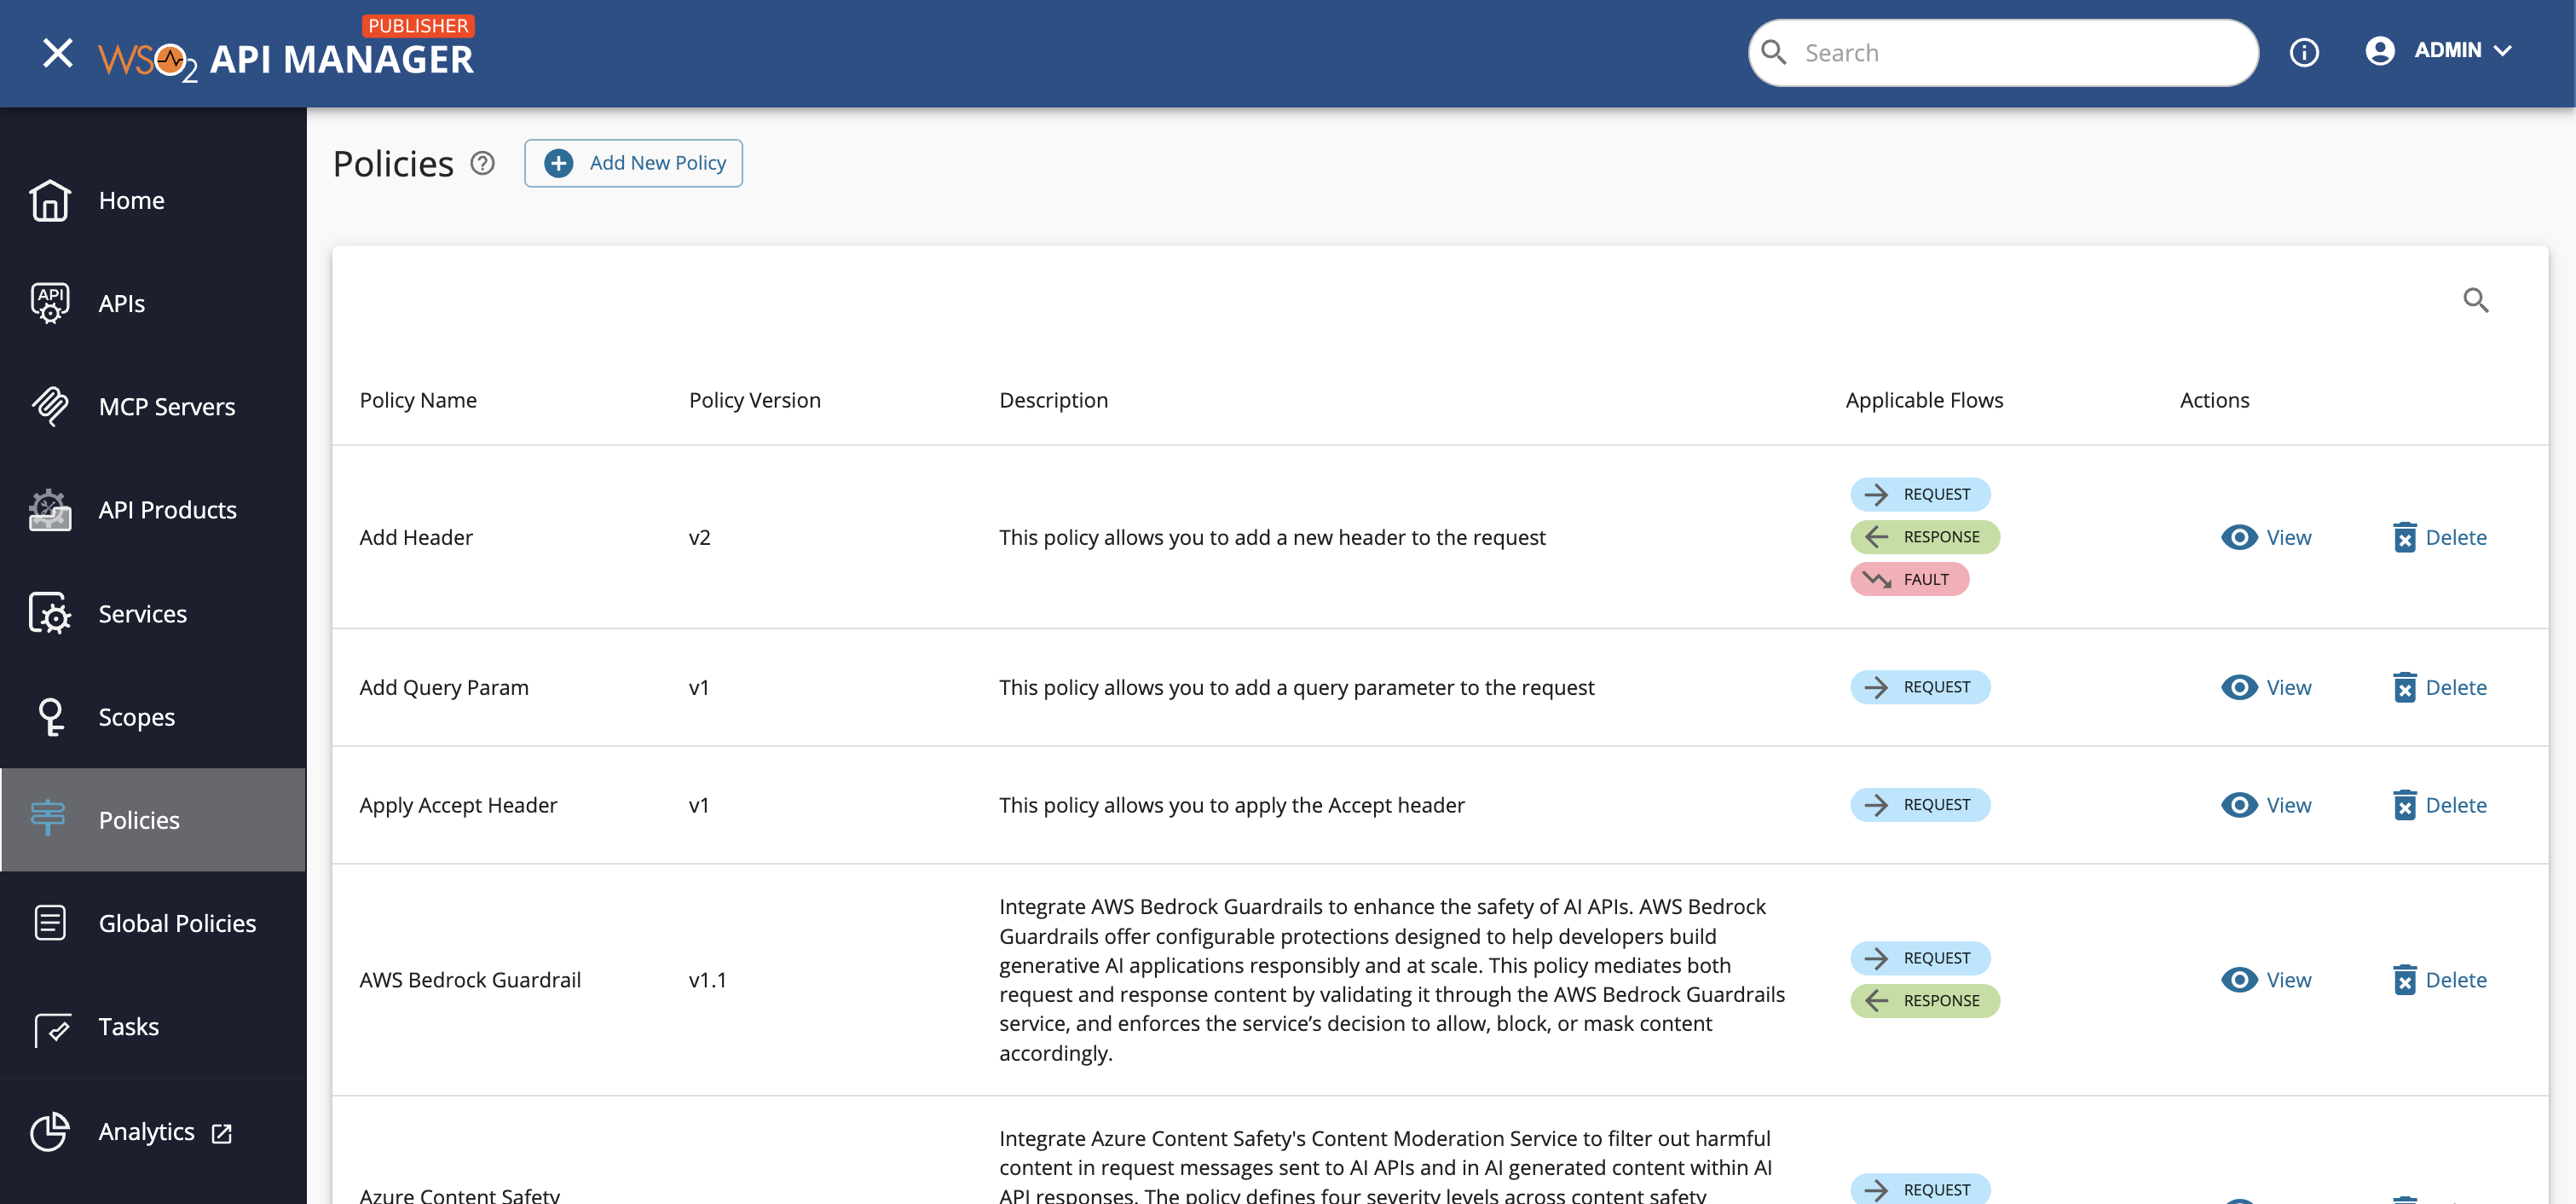 PUBLISHER
WSO2 API MANAGER
Search
ADMIN
Home
APIs
MCP Servers
API Products
Services
Scopes
Policies
Global Policies
Tasks
Analytics
Policies
Add New Policy
Policy Name Policy Version Description Applicable Flows Actions
Add Header v2 This policy allows you to add a new header to the request REQUEST RESPONSE FAULT View Delete
Add Query Param v1 This policy allows you to add a query parameter to the request REQUEST View Delete
Apply Accept Header v1 This policy allows you to apply the Accept header REQUEST View Delete
AWS Bedrock Guardrail v1.1
Integrate AWS Bedrock Guardrails to enhance the safety of AI APIs. AWS Bedrock
Guardrails offer configurable protections designed to help developers build
generative AI applications responsibly and at scale. This policy mediates both
request and response content by validating it through the AWS Bedrock Guardrails
service, and enforces the service’s decision to allow, block, or mask content
accordingly.
REQUEST
RESPONSE
View Delete
Azure Content Safety
Integrate Azure Content Safety's Content Moderation Service to filter out harmful
content in request messages sent to AI APIs and in AI generated content within AI
API responses. The policy defines four severity levels across content safety
REQUEST